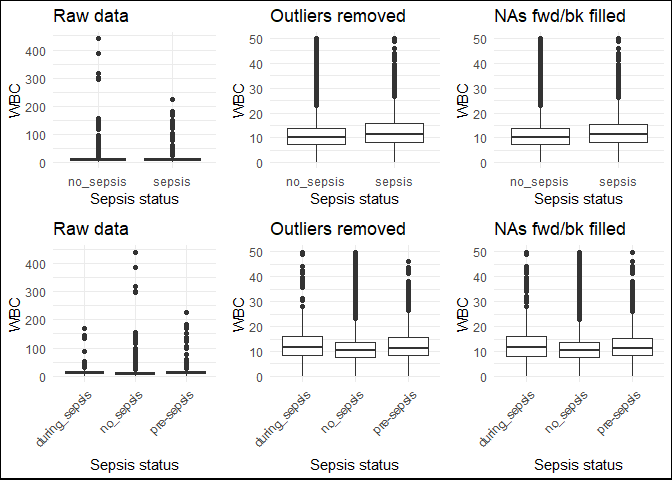 Raw data
Outliers removed
NAs fwd/bk filled
WBC
400
300
200
100
0
no_sepsis
sepsis
Sepsis status
WBC
50
40
30
20
10
0
no_sepsis
sepsis
Sepsis status
WBC
50
40
30
20
10
0
no_sepsis
sepsis
Sepsis status
Raw data
Outliers removed
NAs fwd/bk filled
WBC
400
300
200
100
0
during_sepsis
no_sepsis
pre-sepsis
Sepsis status
WBC
50
40
30
20
10
0
during_sepsis
no_sepsis
pre-sepsis
Sepsis status
WBC
50
40
30
20
10
0
during_sepsis
no_sepsis
pre-sepsis
Sepsis status